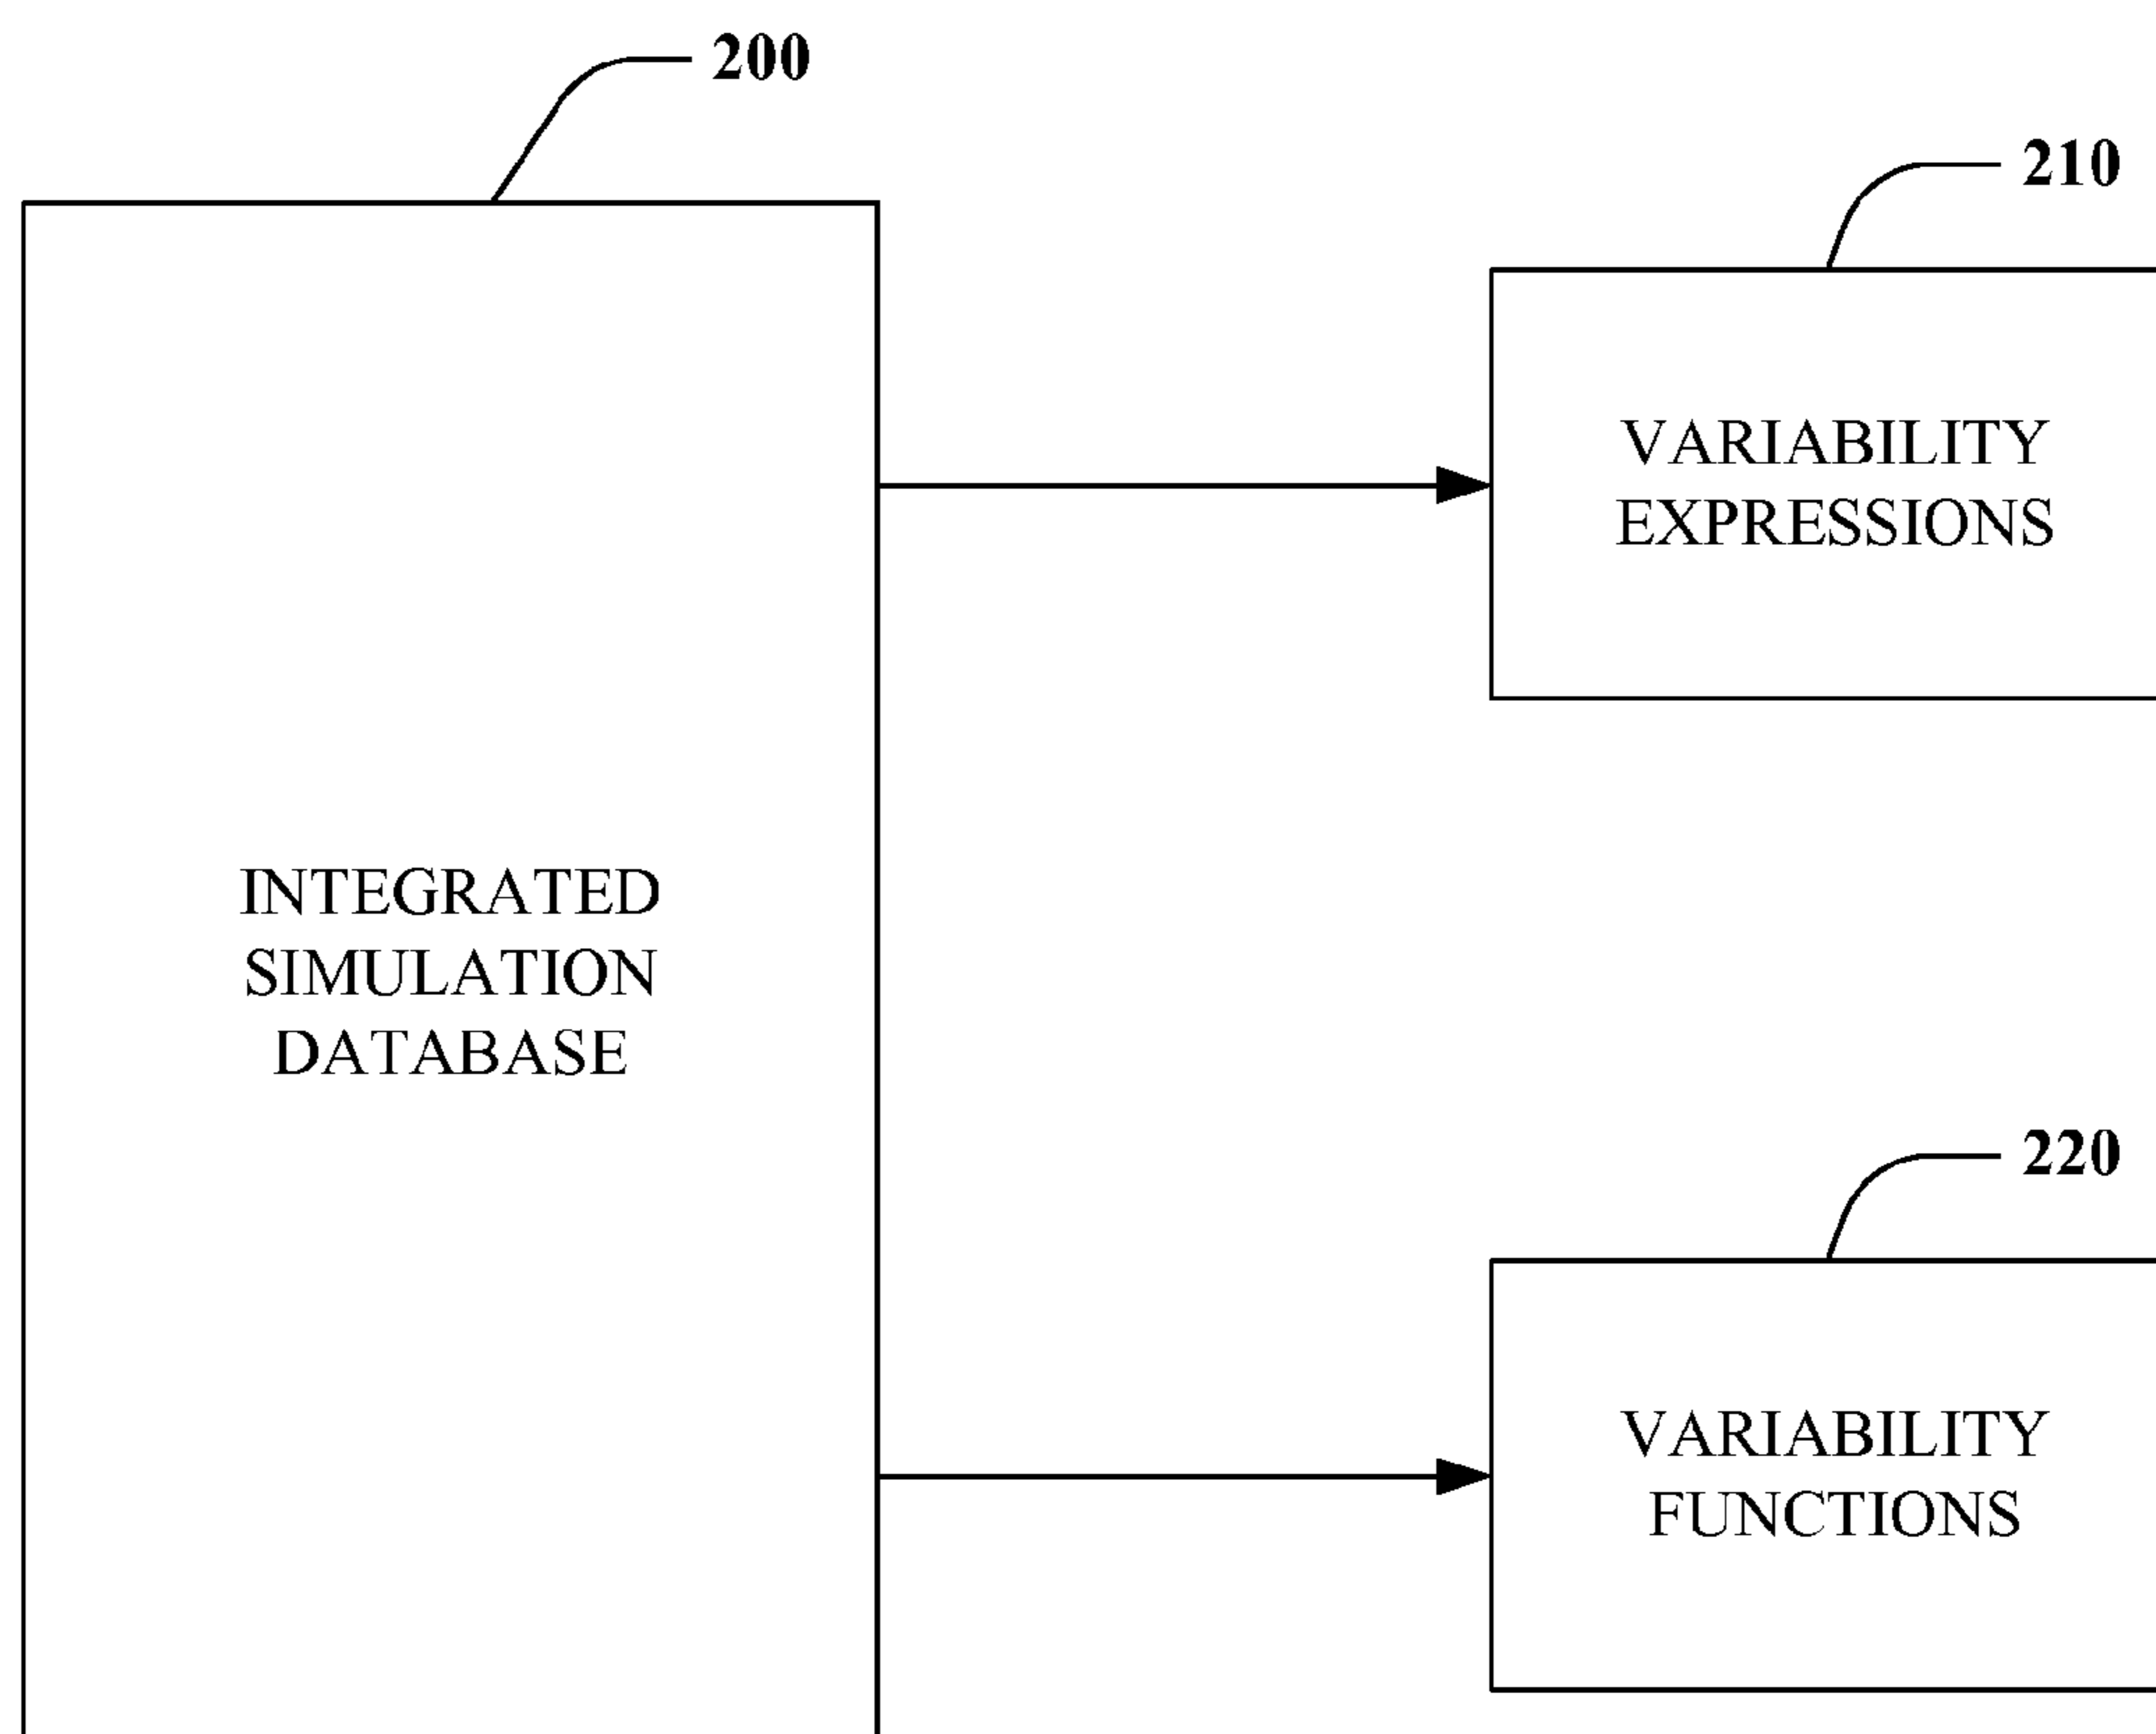 200
210
VARIABILITY
EXPRESSIONS
INTEGRATED
SIMULATION
DATABASE
220
VARIABILITY
FUNCTIONS